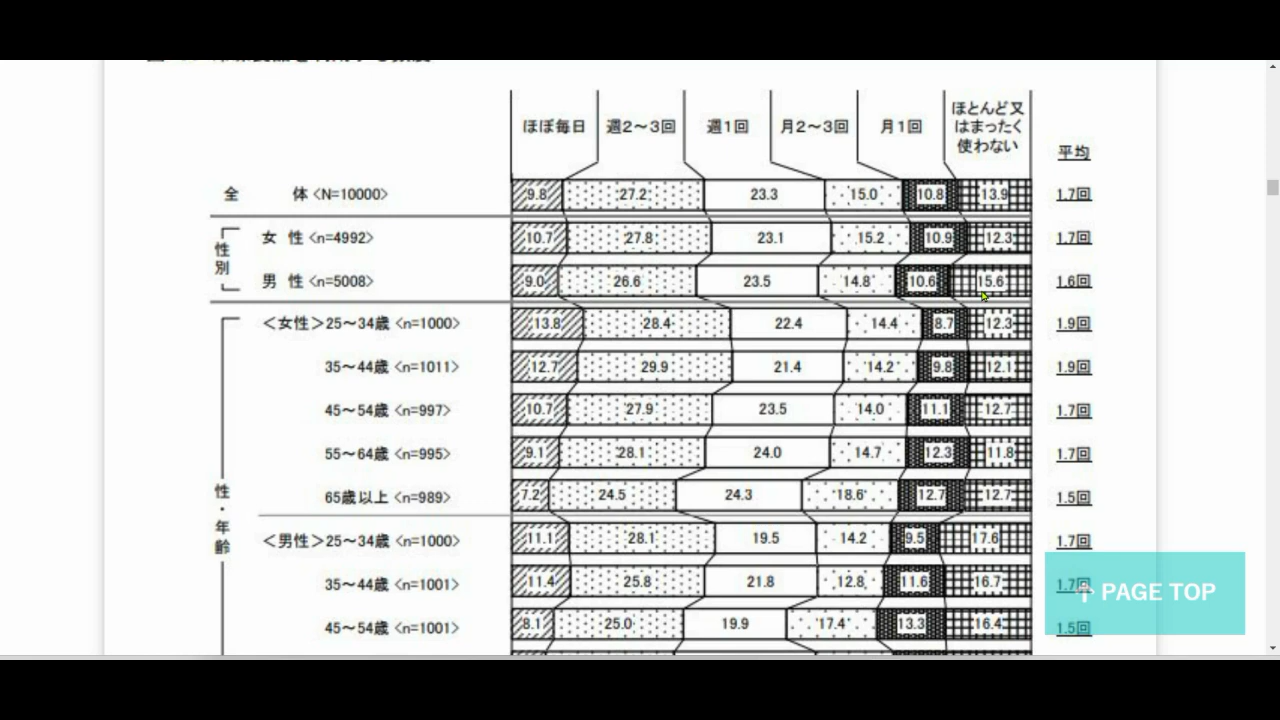 ほぼ毎日 週2～3回 週1回 月2～3回 月1回 ほとんど又はまったく使わない 平均
全 体<N=10000> 9.8 27.2 23.3 15.0 10.8 13.9 1.7回
性別
女 性<n=4992> 10.7 27.8 23.1 15.2 10.9 12.3 1.7回
男 性<n=5008> 9.0 26.6 23.5 14.8 10.6 15.6 1.6回
性・年齢
<女性>25～34歳<n=1000> 13.8 28.4 22.4 14.4 8.7 12.3 1.9回
35～44歳<n=1011> 12.7 29.9 21.4 14.2 9.8 12.1 1.9回
45～54歳<n=997> 10.7 27.9 23.5 14.0 11.1 12.7 1.7回
55～64歳<n=995> 9.1 28.1 24.0 14.7 12.3 11.8 1.7回
65歳以上<n=989> 7.2 24.5 24.3 18.6 12.7 12.7 1.5回
<男性>25～34歳<n=1000> 11.1 28.1 19.5 14.2 9.5 17.6 1.7回
35～44歳<n=1001> 11.4 25.8 21.8 12.8 11.6 16.7 1.7回
↑ PAGE TOP
45～54歳<n=1001> 8.1 25.0 19.9 17.4 13.3 16.4 1.5回